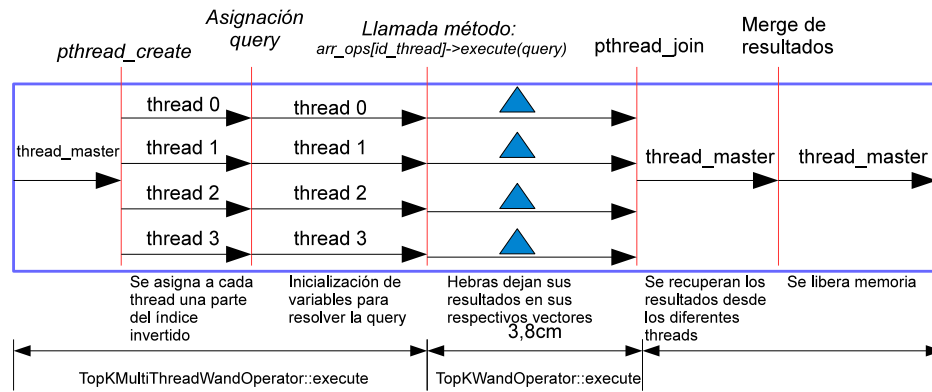 Asignación
query
Llamada método:
arr_ops[id_thread]->execute(query)
Merge de
resultados
pthread_create
pthread_join
thread 0
thread 0
thread_master
thread 1
thread 1
thread_master
thread_master
thread 2
thread 2
thread 3
thread 3
Se asigna a cada
thread una parte
del índice
invertido
Inicialización de
variables para
resolver la query
Hebras dejan sus
resultados en sus
respectivos vectores
3,8cm
Se recuperan los
resultados desde
los diferentes
threads
Se libera memoria
TopKMultiThreadWandOperator::execute
TopKWandOperator::execute